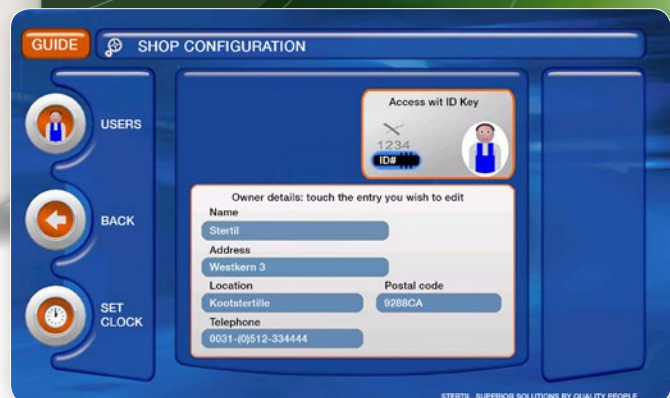 GUIDE
SHOP CONFIGURATION
USERS
BACK
SET
CLOCK
Access wit ID Key
1234
ID#
Owner details: touch the entry you wish to edit
Name
Stertil
Address
Westkern 3
Location Postal code
Kootstertille 9288CA
Telephone
0031-(0)512-334444
STERTIL SUPERIOR SOLUTIONS BY QUALITY PEOPLE